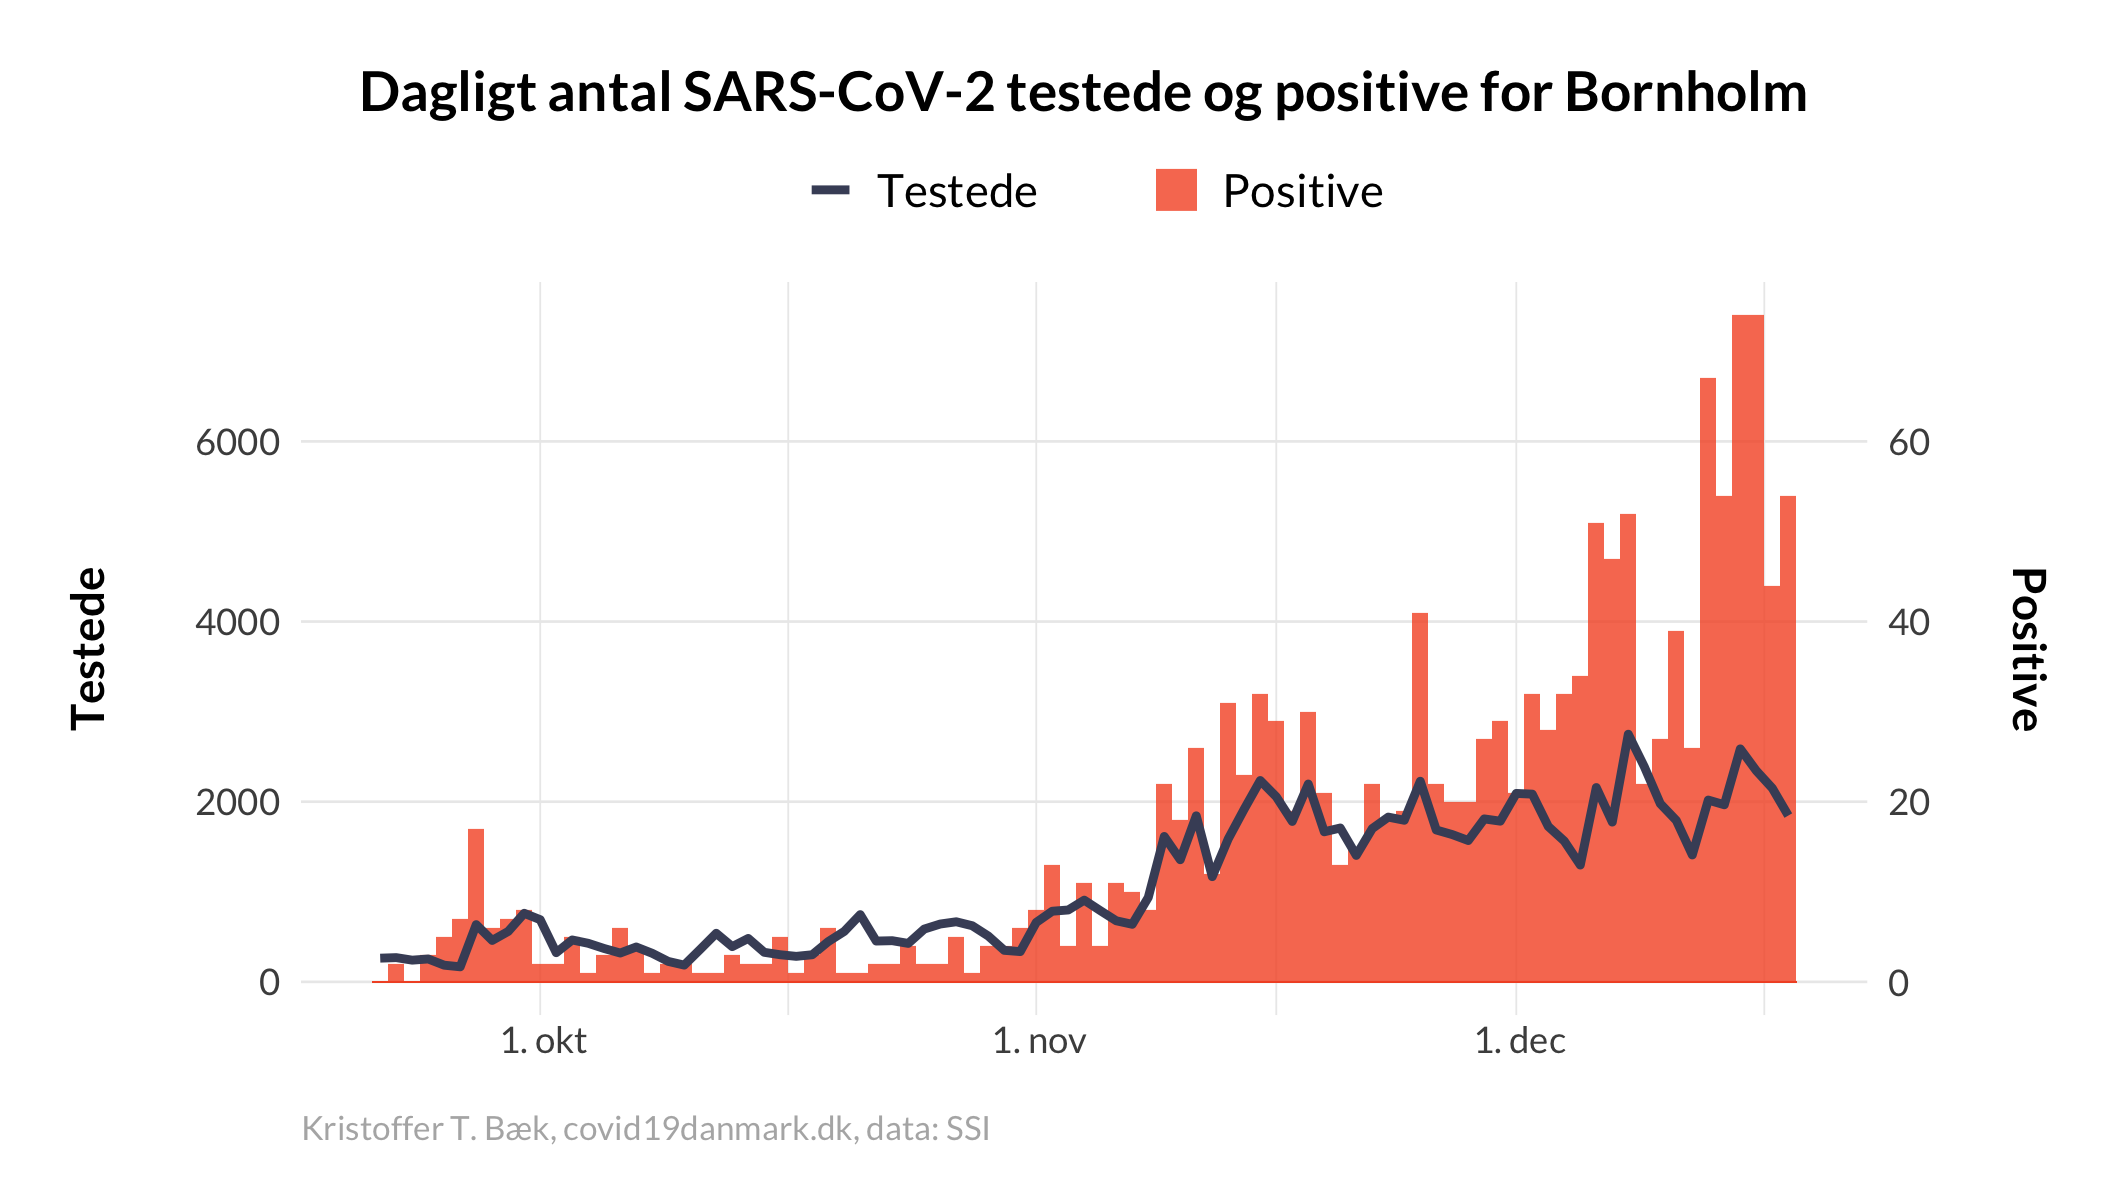 Dagligt antal SARS-CoV-2 testede og positive for Bornholm
Testede
Positive
Testede
6000
4000
2000
0
60
40
20
0
Positive
1. okt
1. nov
1. dec
Kristoffer T. Bæk, covid19danmark.dk, data: SSI